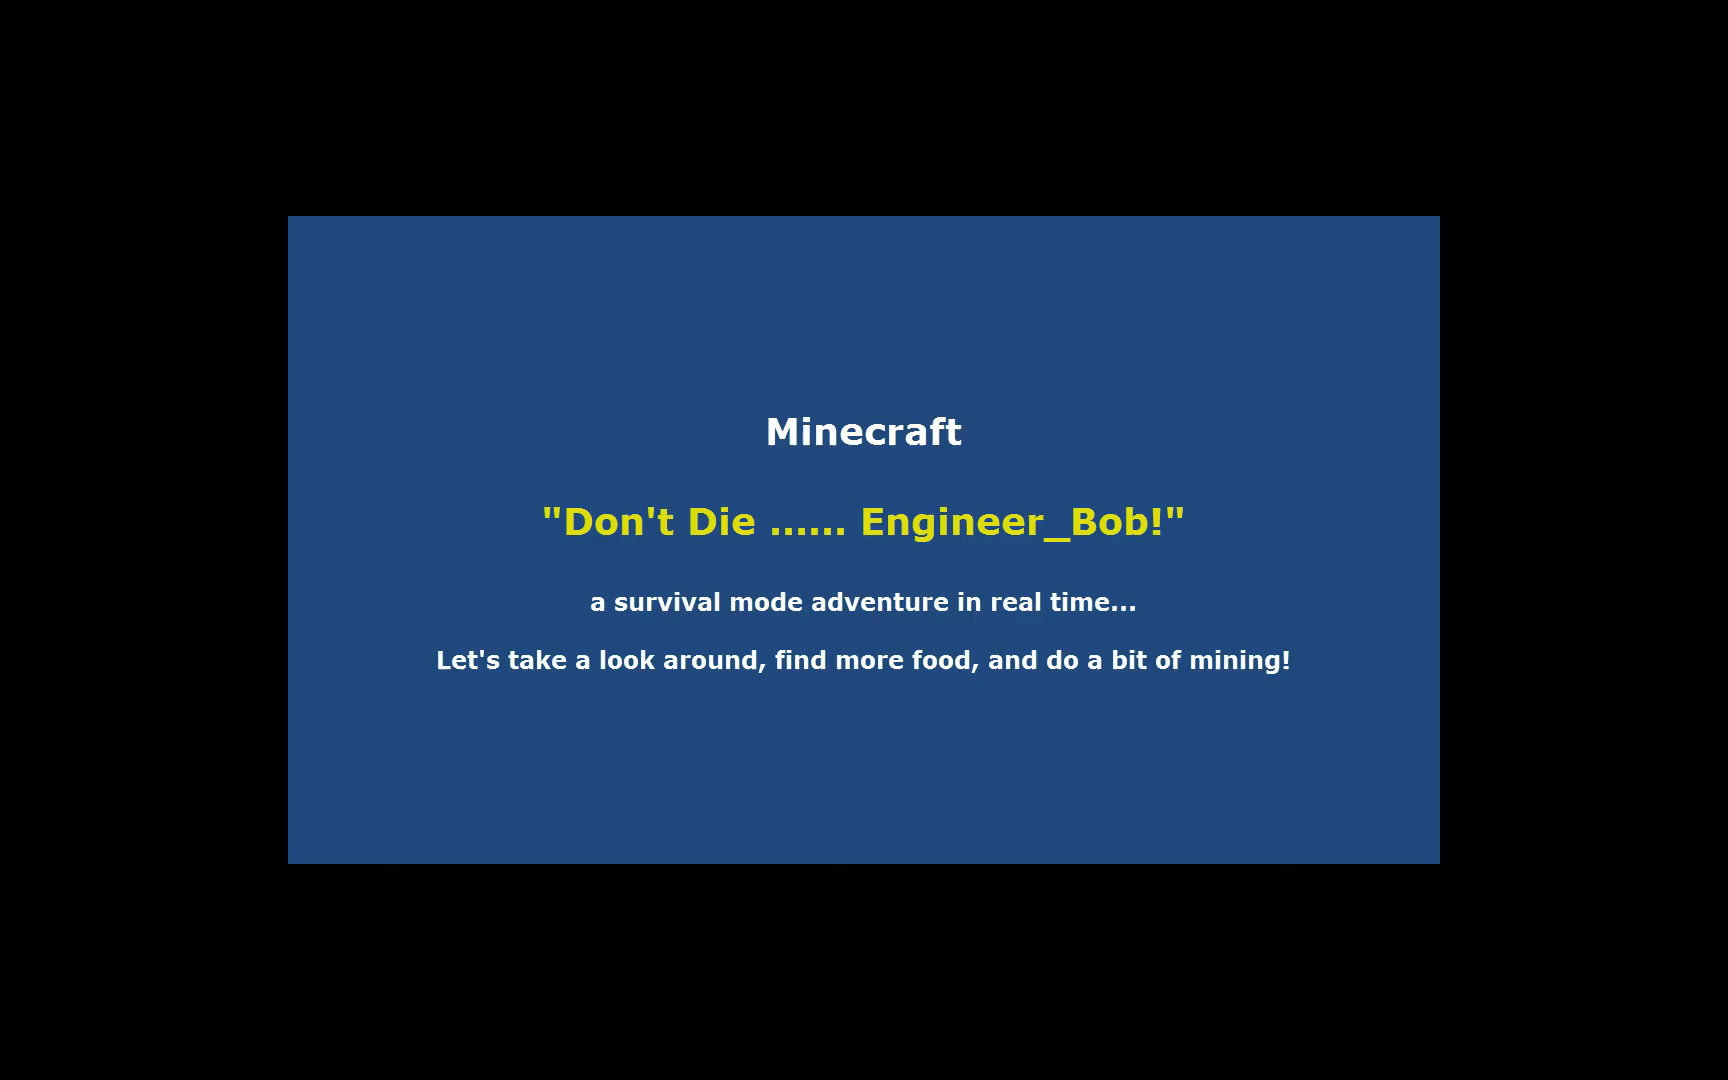 Minecraft
"Don't Die ...... Engineer_Bob!"
a survival mode adventure in real time...
Let's take a look around, find more food, and do a bit of mining!